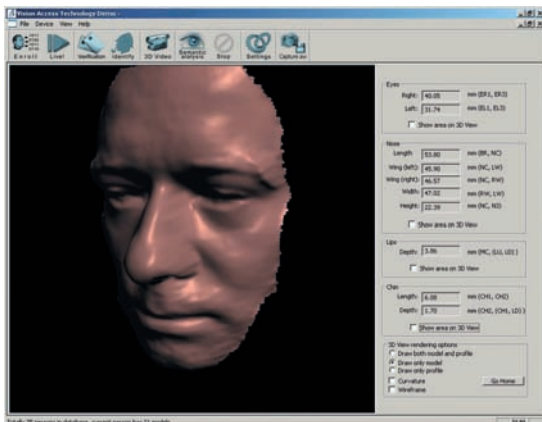 Vision Access Technology Demo -
File Device View Help
Enroll Live! Verification Identify 3D Video Semantic analysis Stop Settings Capture avi
Eyes
Right: 40.05 mm (ER1, ER3)
Left: 31.74 mm (EL1, EL3)
Show area on 3D View
Nose
Length 53.80 mm (BR, NC)
Wing (left): 45.90 mm (NC, LW)
Wing (right): 46.57 mm (NC, RW)
Width: 47.02 mm (RW, LW)
Height: 22.39 mm (NC, N3)
Show area on 3D View
Lips
Depth: 3.86 mm (MC, (LU, LD1)
Show area on 3D View
Chin
Length: 6.08 mm (CH1, CH2)
Depth: 1.70 mm (CH2, (CH1, LD1)
Show area on 3D View
3D View rendering options
Draw both model and profile
Draw only model
Draw only profile
Curvature Go Home
Wireframe